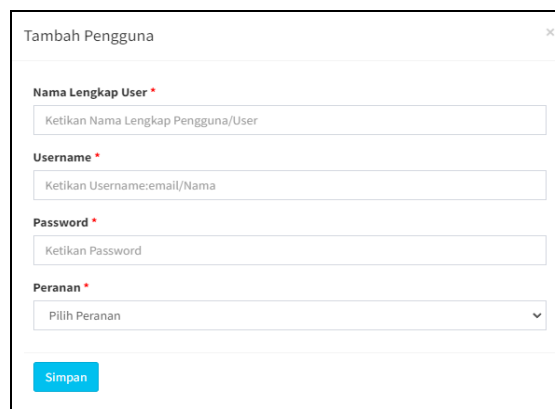 Tambah Pengguna ×
Nama Lengkap User *
Ketikan Nama Lengkap Pengguna/User
Username *
Ketikan Username:email/Nama
Password *
Ketikan Password
Peranan *
Pilih Peranan
Simpan